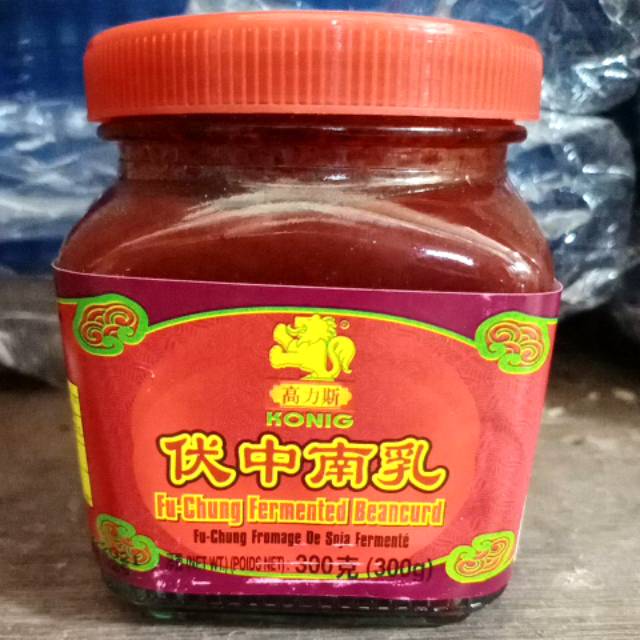 ®
高力斯
KONIG
伏中南乳
Fu-Chung Fermented Beancurd
Fu-Chung Fromage De Soja Fermenté
(NET WT.) (POIDS NET): 300克 (300g)